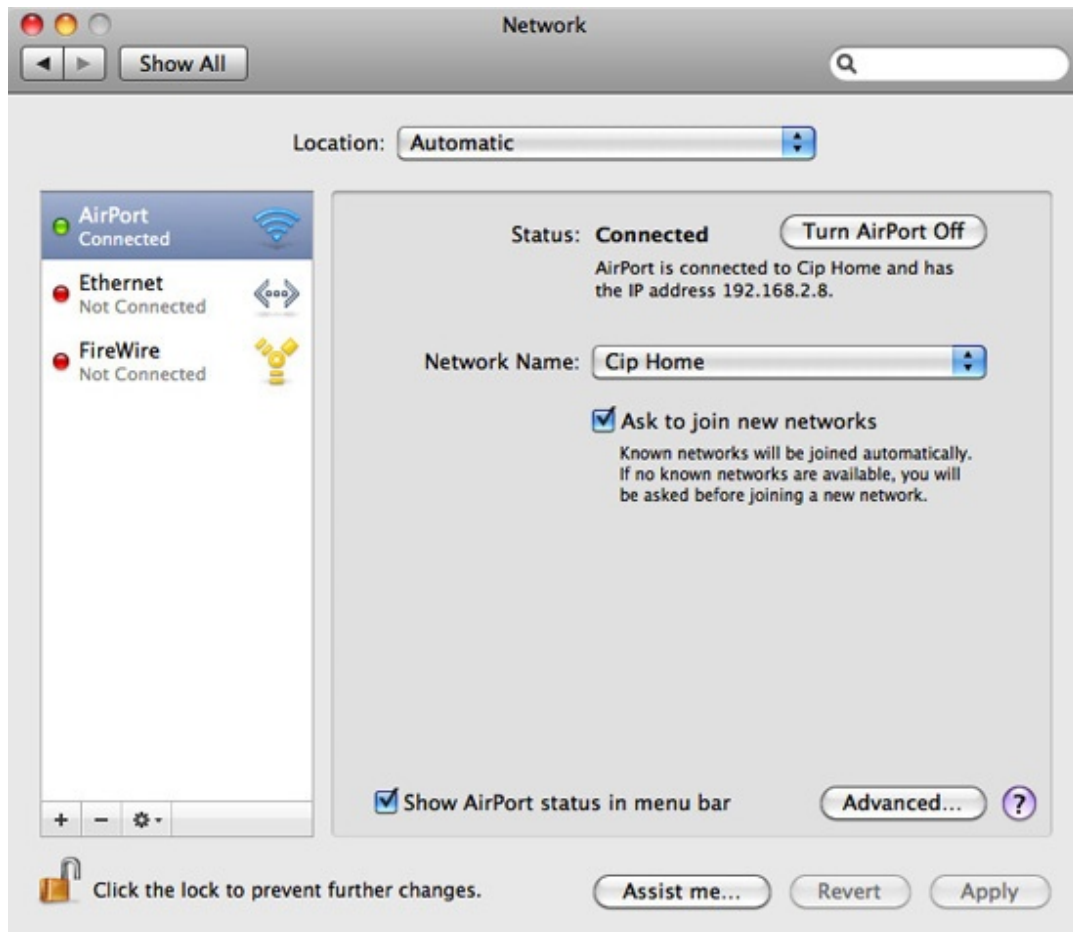 Network
Show All
Location: Automatic
AirPort
Connected
Ethernet
Not Connected
FireWire
Not Connected
Status: Connected
Turn AirPort Off
AirPort is connected to Cip Home and has
the IP address 192.168.2.8.
Network Name: Cip Home
Ask to join new networks
Known networks will be joined automatically.
If no known networks are available, you will
be asked before joining a new network.
Show AirPort status in menu bar
Advanced...
?
+ −
Click the lock to prevent further changes.
Assist me...
Revert
Apply